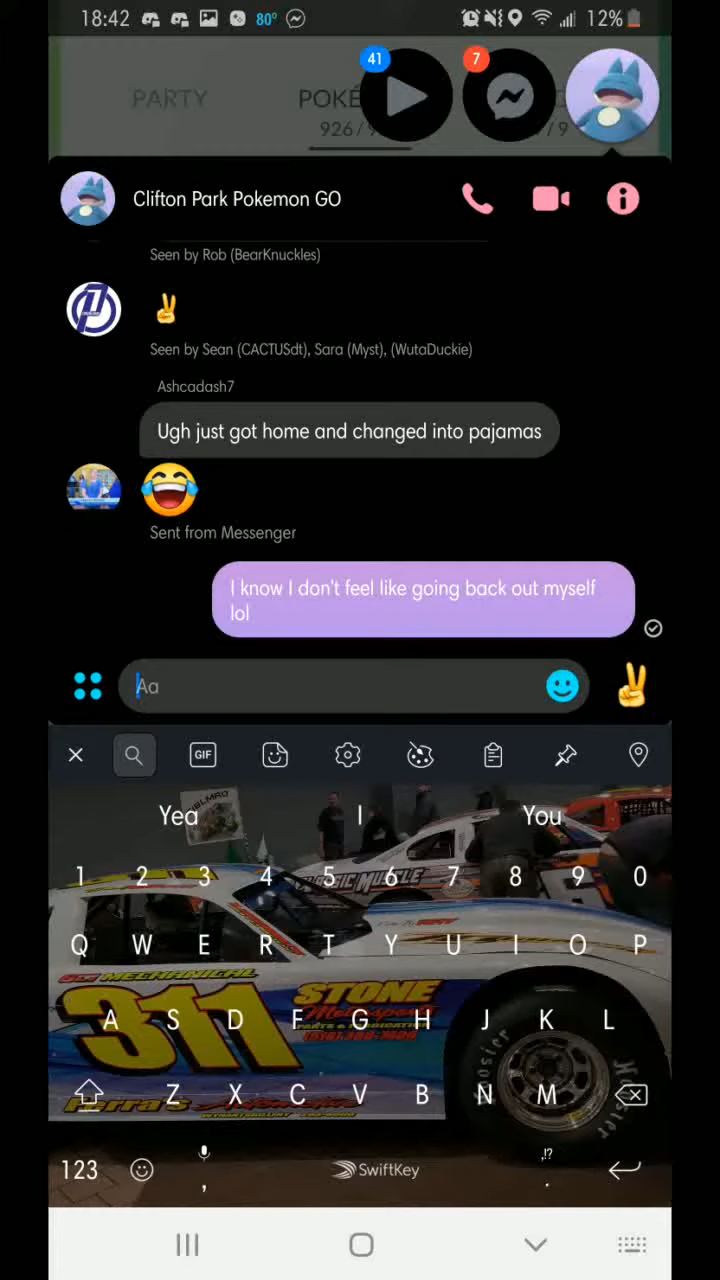 18:42 80° 12%
41
7
PARTY
POKÉ
926/9
/9
Clifton Park Pokemon GO
Seen by Rob (BearKnuckles)
Seen by Sean (CACTUSdt), Sara (Myst), (WutaDuckie)
Ashcadash7
Ugh just got home and changed into pajamas
Sent from Messenger
I know I don't feel like going back out myself
lol
Aa
GIF
Yea I You
1 2 3 4 5 6 7 8 9 0
Q W E R T Y U I O P
A S D F G H J K L
Z X C V B N M
123 , SwiftKey ,!? .
MECHANICAL
311
STONE
Hoosier